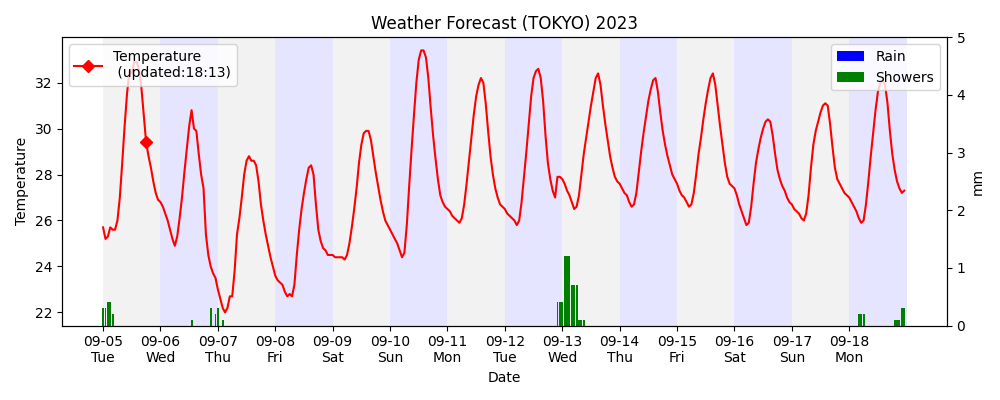 Weather Forecast (TOKYO) 2023
Temperature
(updated:18:13)
Rain
Showers
Temperature
32
30
28
26
24
22
5
4
3
2
1
0
mm
09-05 09-06 09-07 09-08 09-09 09-10 09-11 09-12 09-13 09-14 09-15 09-16 09-17 09-18
Tue Wed Thu Fri Sat Sun Mon Tue Wed Thu Fri Sat Sun Mon
Date